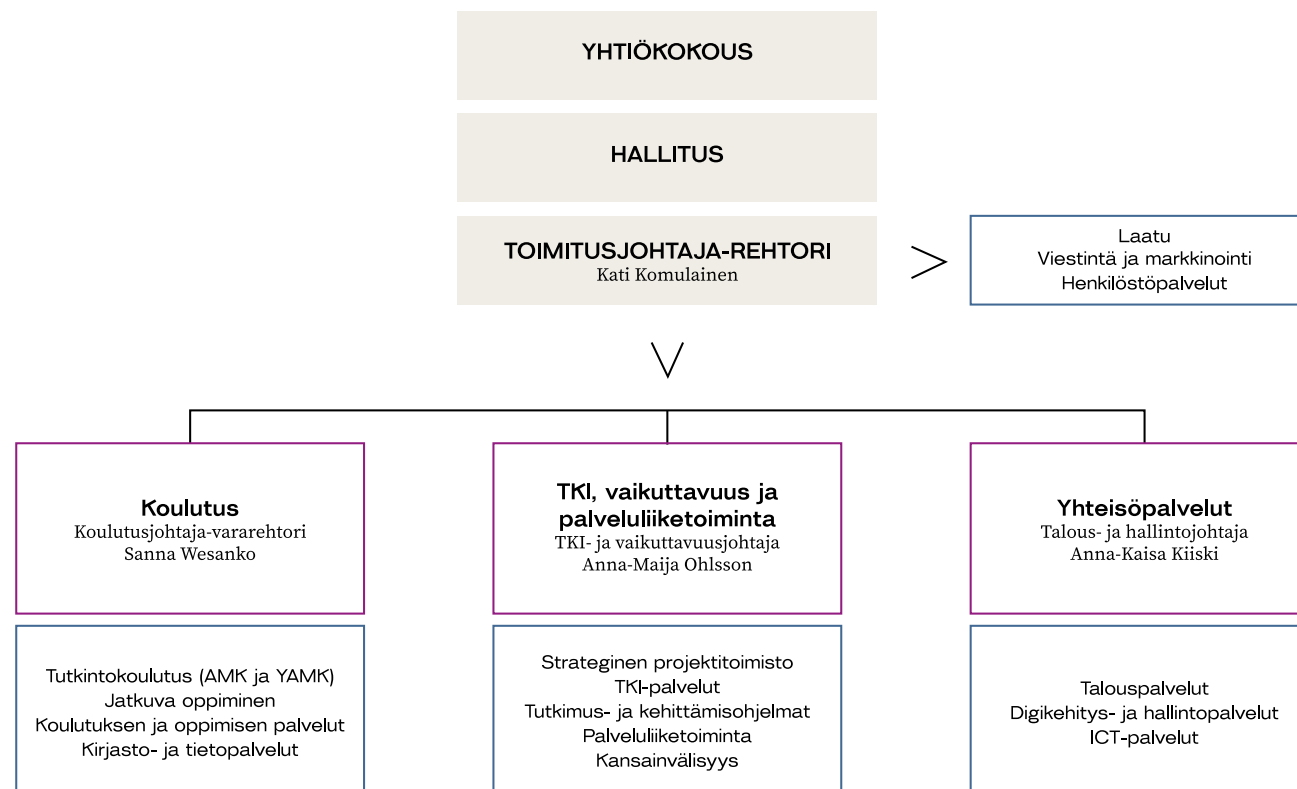 YHTIÖKOKOUS
HALLITUS
TOIMITUSJOHTAJA-REHTORI
Kati Komulainen
Laatu
Viestintä ja markkinointi
Henkilöstöpalvelut
Koulutus
Koulutusjohtaja-vararehtori
Sanna Wesanko
TKI, vaikuttavuus ja
palveluliiketoiminta
TKI- ja vaikuttavuusjohtaja
Anna-Maija Ohlsson
Yhteisöpalvelut
Talous- ja hallintojohtaja
Anna-Kaisa Kiiski
Tutkintokoulutus (AMK ja YAMK)
Jatkuva oppiminen
Koulutuksen ja oppimisen palvelut
Kirjasto- ja tietopalvelut
Strateginen projektitoimisto
TKI-palvelut
Tutkimus- ja kehittämisohjelmat
Palveluliiketoiminta
Kansainvälisyys
Talouspalvelut
Digikehitys- ja hallintopalvelut
ICT-palvelut